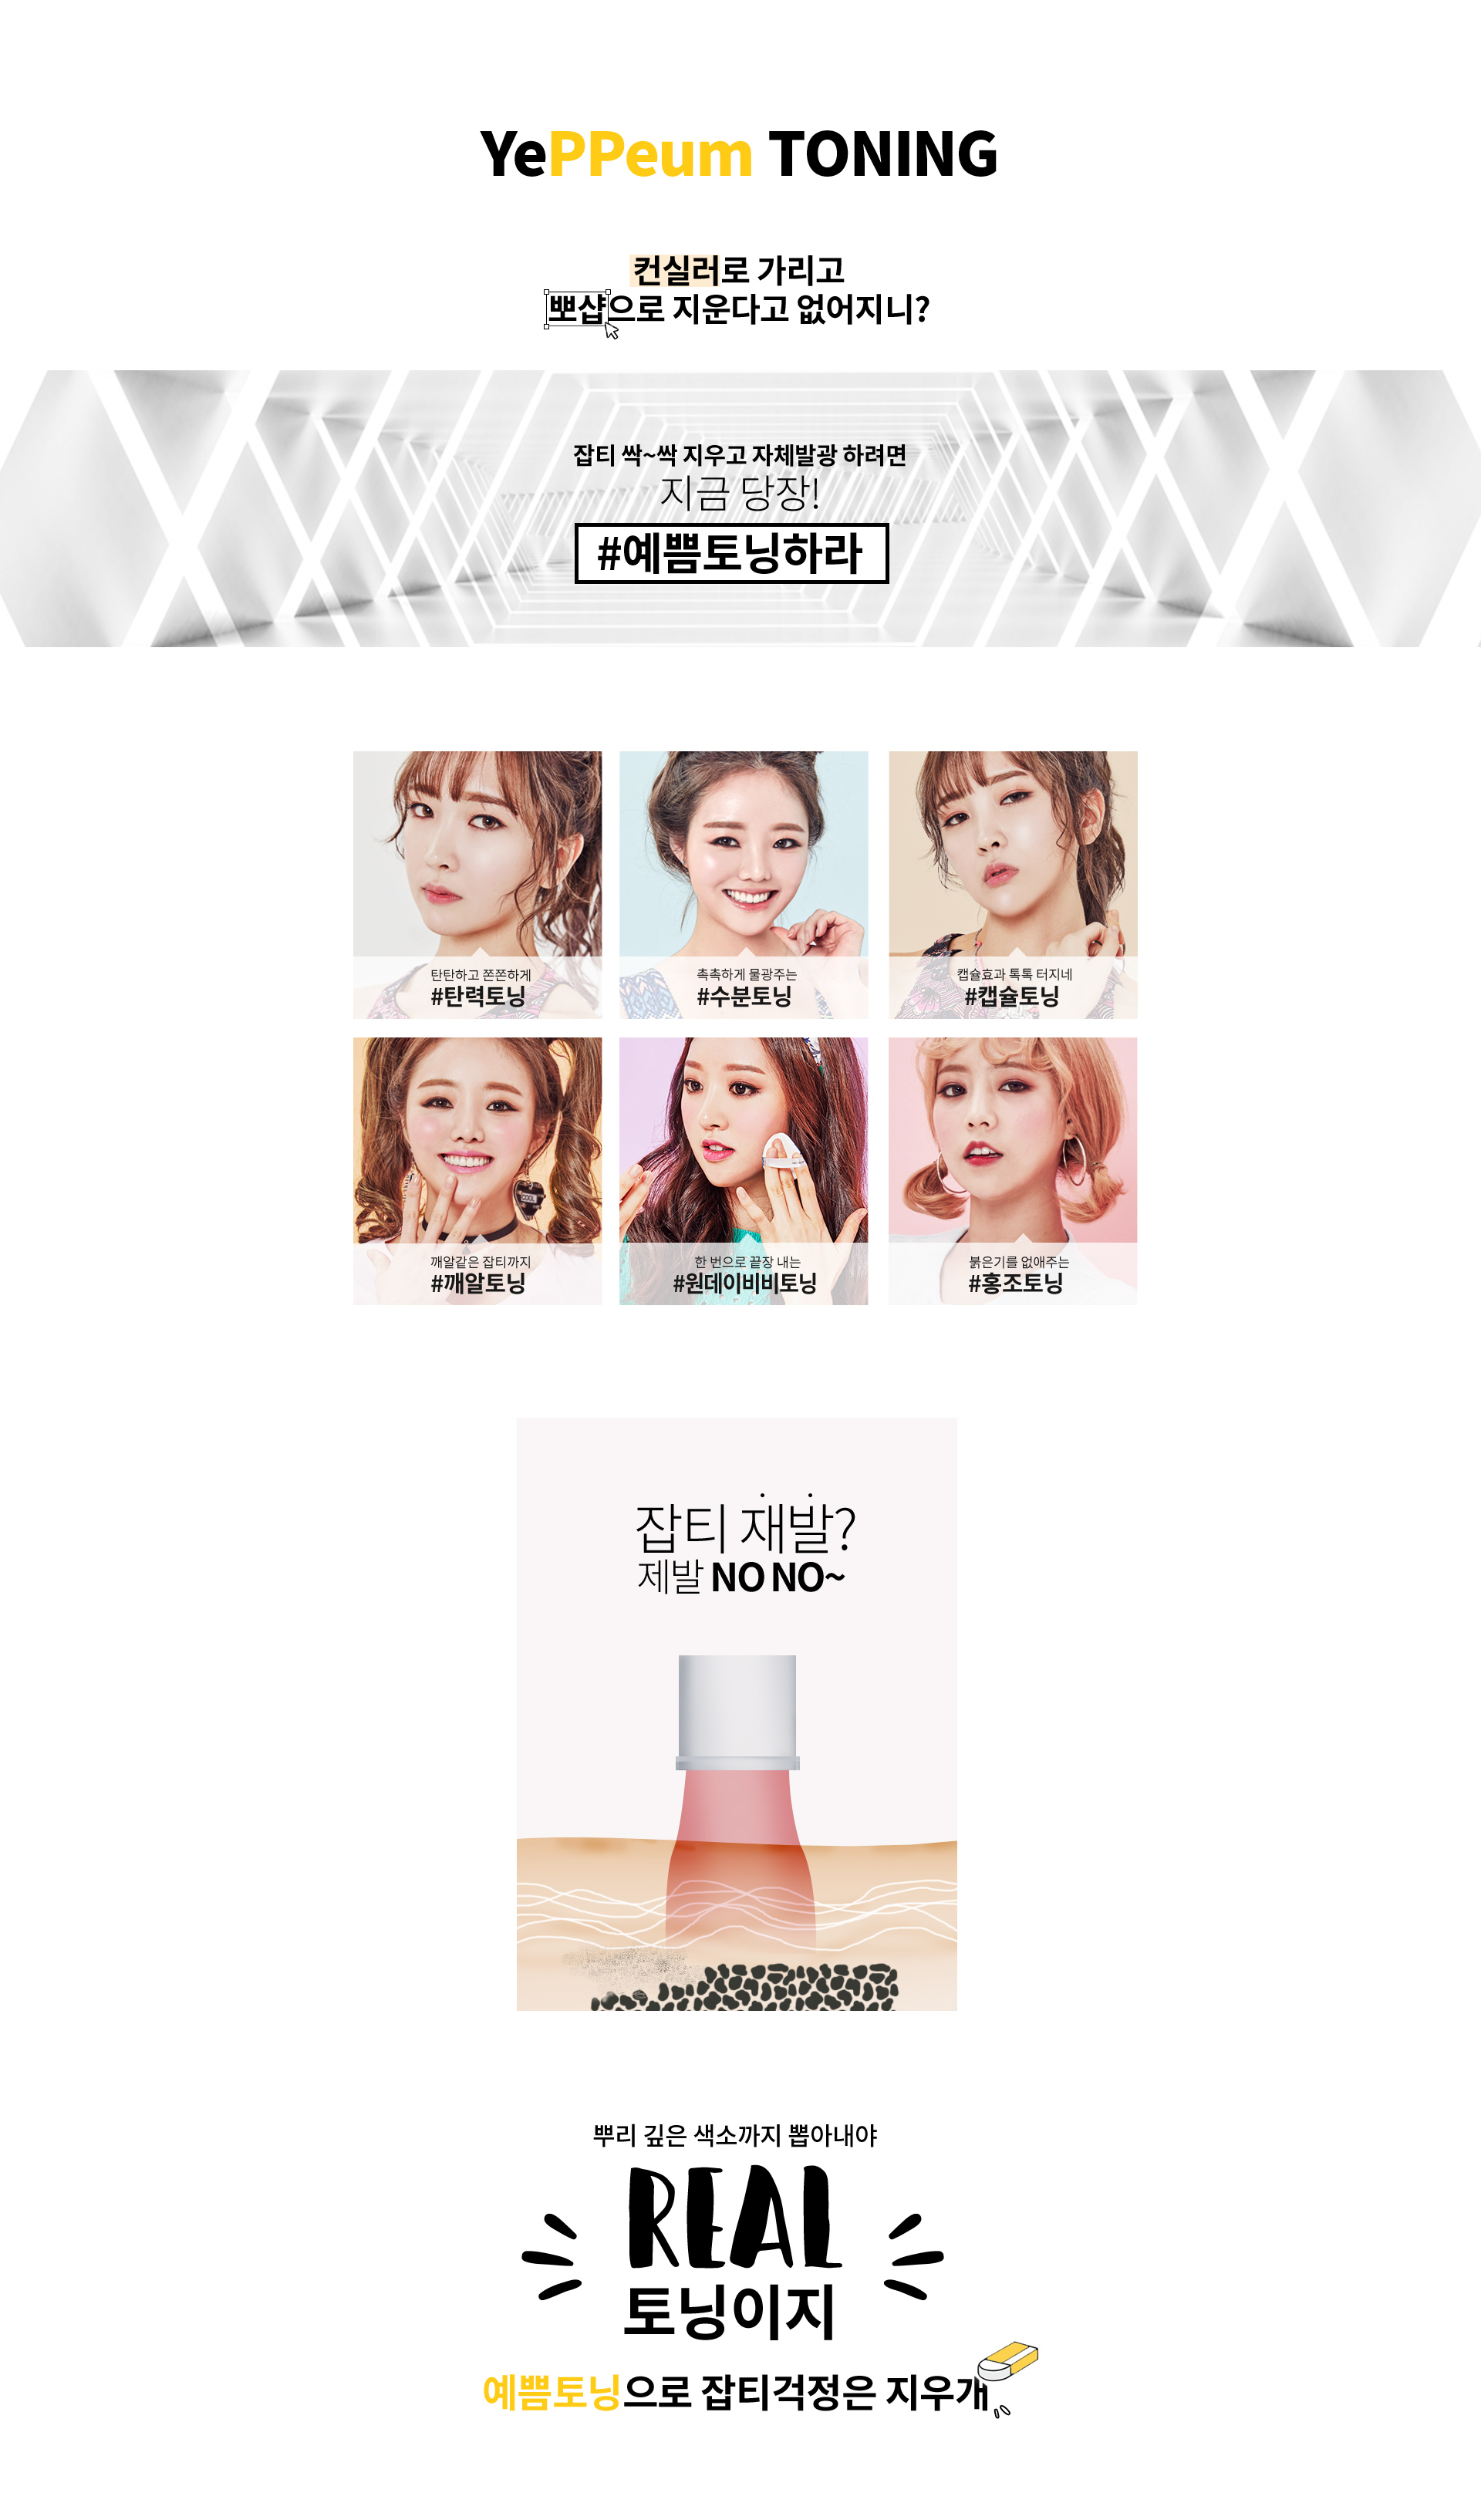 YePPeum TONING
컨실러로 가리고
뽀샵으로 지운다고 없어지니?
잡티 싹~싹 지우고 자체발광 하려면
지금 당장!
#예쁨토닝하라
탄탄하고 쫀쫀하게
#탄력토닝
촉촉하게 물광주는
#수분토닝
캡슐효과 톡톡 터지네
#캡슐토닝
깨알같은 잡티까지
#깨알토닝
한 번으로 끝장 내는
#원데이비비토닝
붉은기를 없애주는
#홍조토닝
잡티 재발?
제발 NO NO~
뿌리 깊은 색소까지 뽑아내야
REAL
토닝이지
예쁨토닝으로 잡티걱정은 지우개